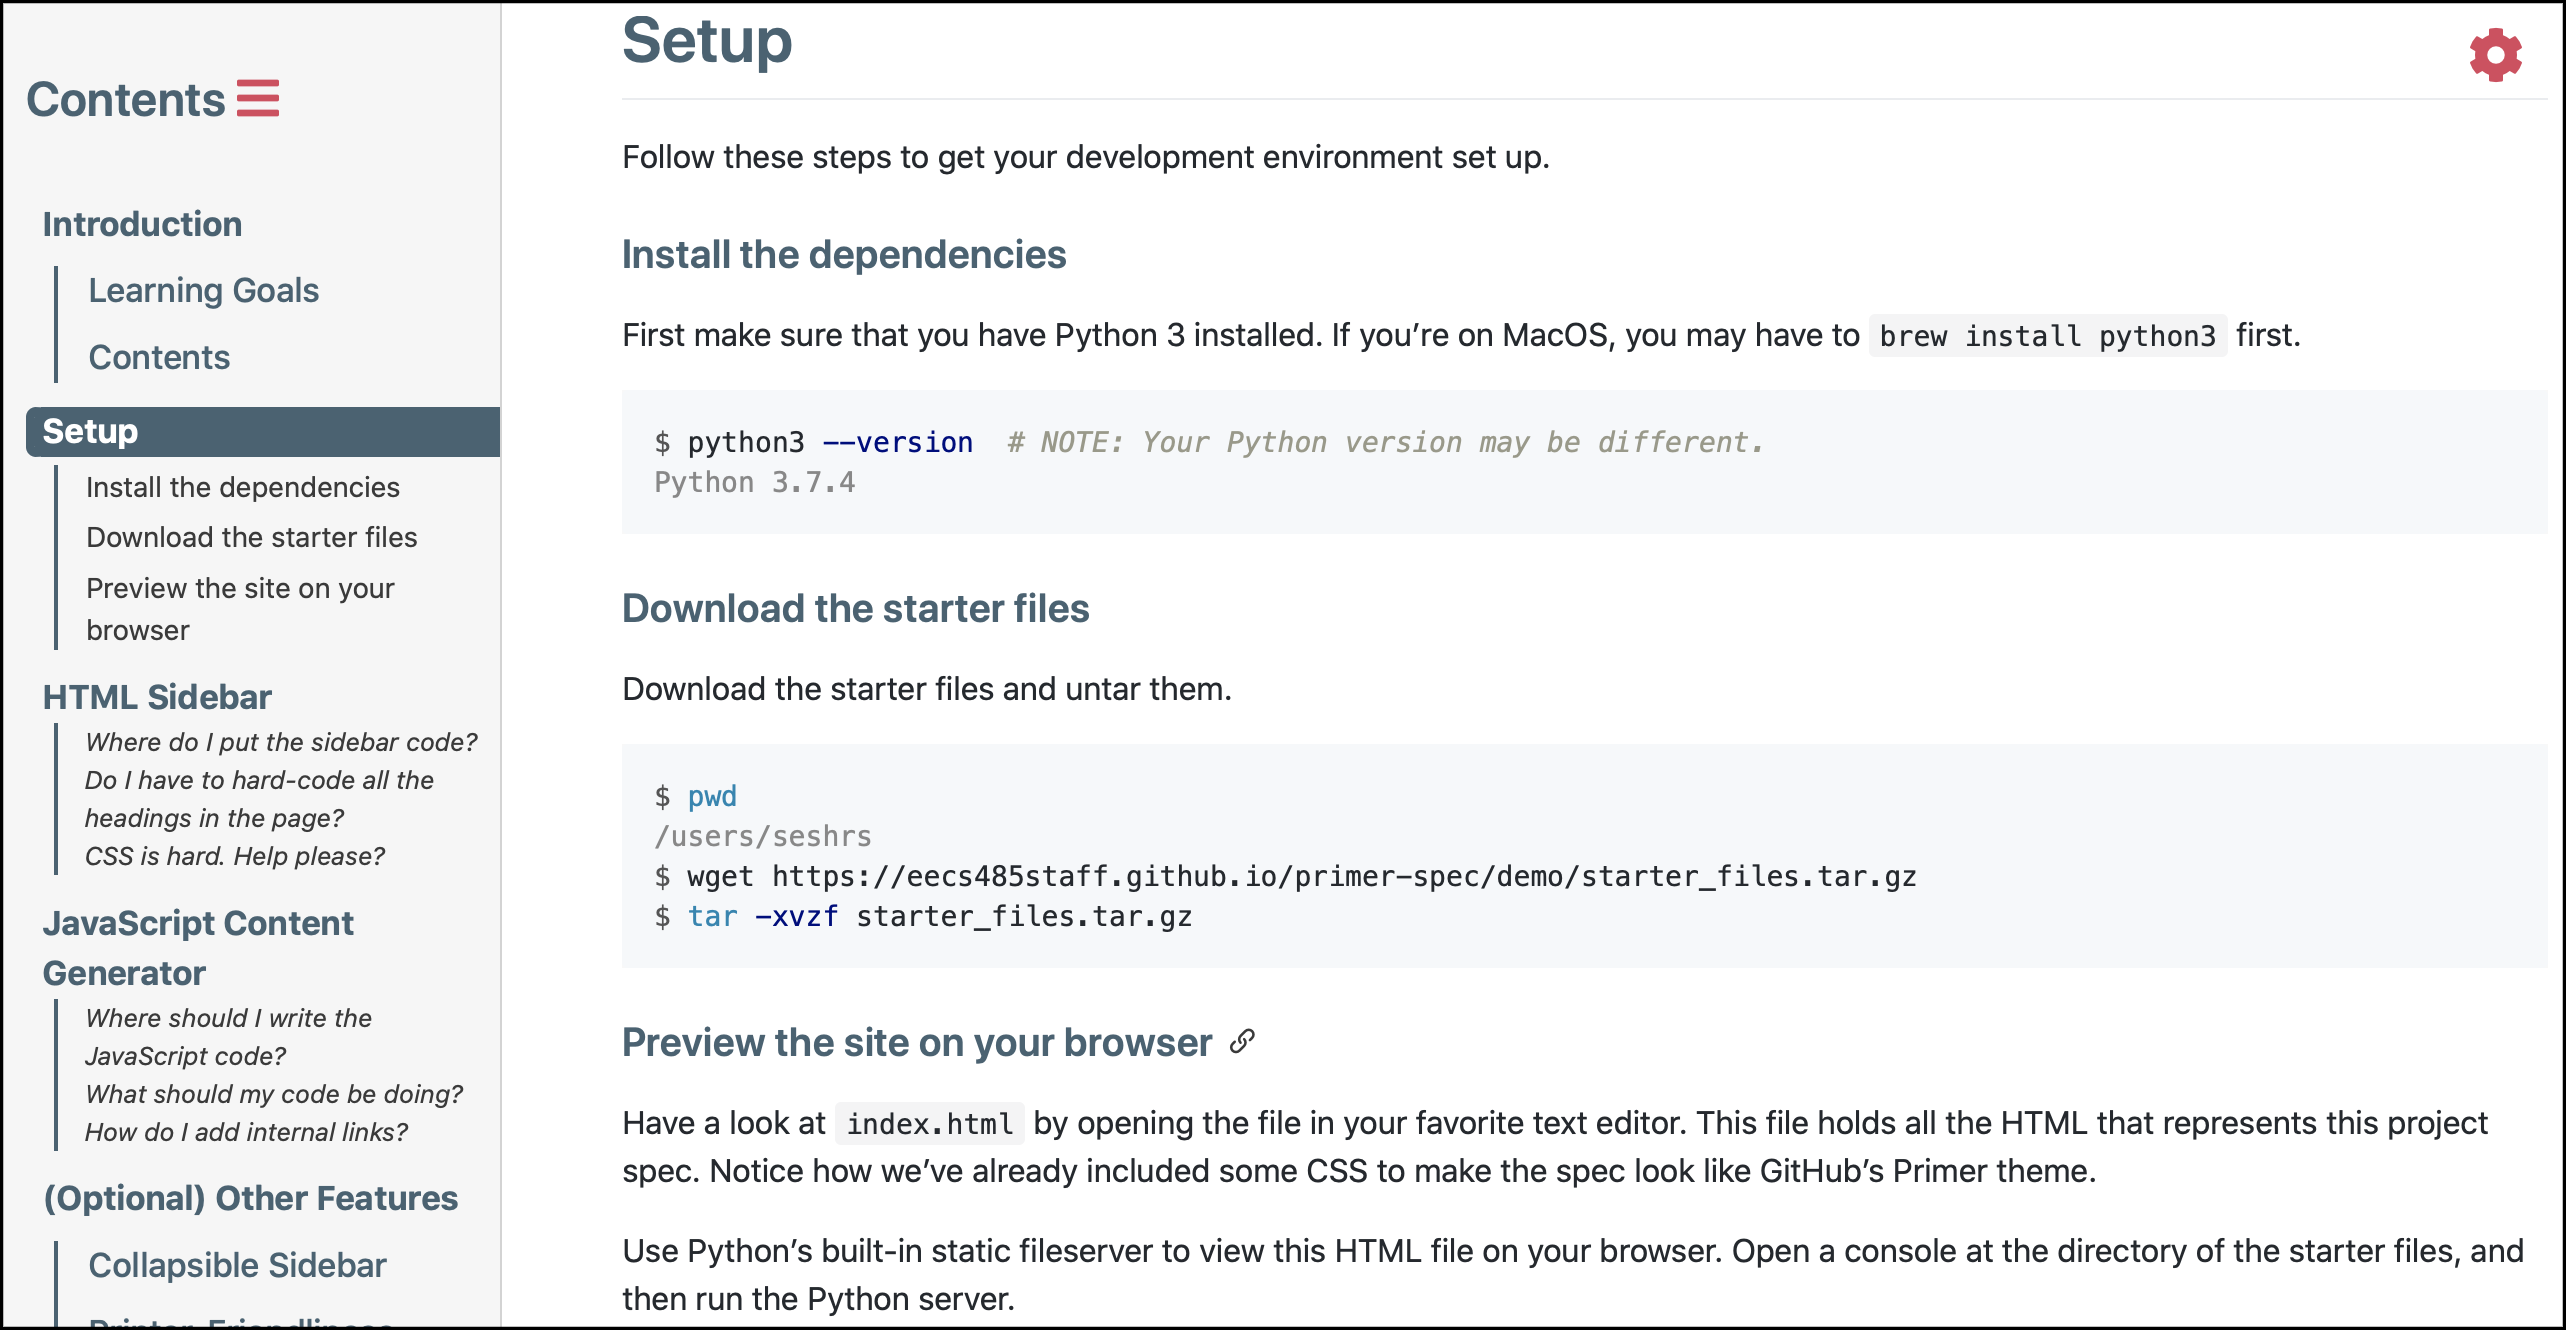 Contents
Introduction
Learning Goals
Contents
Setup
Install the dependencies
Download the starter files
Preview the site on your
browser
HTML Sidebar
Where do I put the sidebar code?
Do I have to hard-code all the
headings in the page?
CSS is hard. Help please?
JavaScript Content
Generator
Where should I write the
JavaScript code?
What should my code be doing?
How do I add internal links?
(Optional) Other Features
Collapsible Sidebar
Printer-Friendliness
Setup
Follow these steps to get your development environment set up.
Install the dependencies
First make sure that you have Python 3 installed. If you’re on MacOS, you may have to brew install python3 first.
$ python3 --version  # NOTE: Your Python version may be different.
Python 3.7.4
Download the starter files
Download the starter files and untar them.
$ pwd
/users/seshrs
$ wget https://eecs485staff.github.io/primer-spec/demo/starter_files.tar.gz
$ tar -xvzf starter_files.tar.gz
Preview the site on your browser
Have a look at index.html by opening the file in your favorite text editor. This file holds all the HTML that represents this project
spec. Notice how we’ve already included some CSS to make the spec look like GitHub’s Primer theme.
Use Python’s built-in static fileserver to view this HTML file on your browser. Open a console at the directory of the starter files, and
then run the Python server.